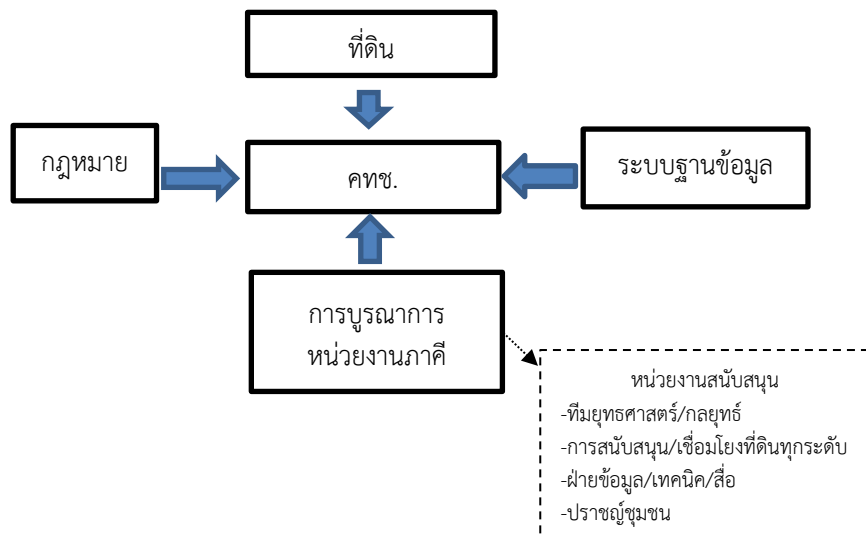 ที่ดิน
กฎหมาย
คทช.
ระบบฐานข้อมูล
การบูรณาการ
หน่วยงานภาคี
หน่วยงานสนับสนุน
-ทีมยุทธศาสตร์/กลยุทธ์
-การสนับสนุน/เชื่อมโยงที่ดินทุกระดับ
-ฝ่ายข้อมูล/เทคนิค/สื่อ
-ปราชญ์ชุมชน